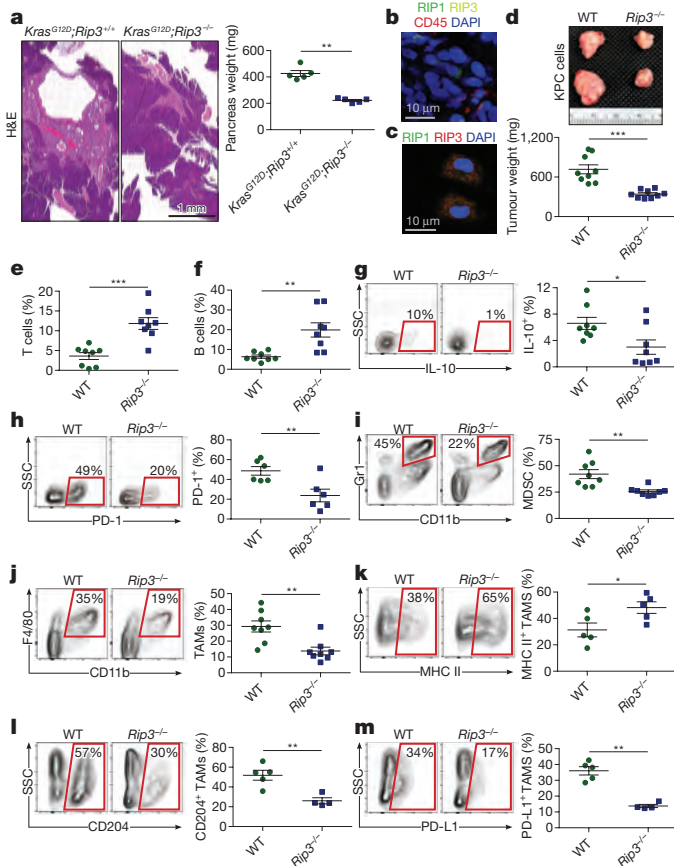 a
Kras^G12D;Rip3^+/+ Kras^G12D;Rip3^–/–
H&E
1 mm
Pancreas weight (mg)
600
400
200
0
**
Kras^G12D;Rip3^+/+
Kras^G12D;Rip3^–/–
b
RIP1 RIP3
CD45 DAPI
10 μm
c
RIP1 RIP3 DAPI
10 μm
d
WT Rip3^–/–
KPC cells
Tumour weight (mg)
1,200
600
0
***
WT
Rip3^–/–
e
T cells (%)
25
20
15
10
5
0
***
WT
Rip3^–/–
f
B cells (%)
40
30
20
10
0
**
WT
Rip3^–/–
g
WT Rip3^–/–
SSC
10% 1%
IL-10
IL-10^+ (%)
15
10
5
0
*
WT
Rip3^–/–
h
WT Rip3^–/–
SSC
49% 20%
PD-1
PD-1^+ (%)
80
60
40
20
0
**
WT
Rip3^–/–
i
WT Rip3^–/–
Gr1
45% 22%
CD11b
MDSC (%)
75
50
25
0
**
WT
Rip3^–/–
j
WT Rip3^–/–
F4/80
35% 19%
CD11b
TAMs (%)
60
50
40
30
20
10
0
**
WT
Rip3^–/–
k
WT Rip3^–/–
SSC
38% 65%
MHC II
MHC II^+ TAMS (%)
80
60
40
20
0
*
WT
Rip3^–/–
l
WT Rip3^–/–
SSC
57% 30%
CD204
CD204^+ TAMs (%)
80
60
40
20
0
**
WT
Rip3^–/–
m
WT Rip3^–/–
SSC
34% 17%
PD-L1
PD-L1^+ TAMS (%)
50
40
30
20
10
0
**
WT
Rip3^–/–